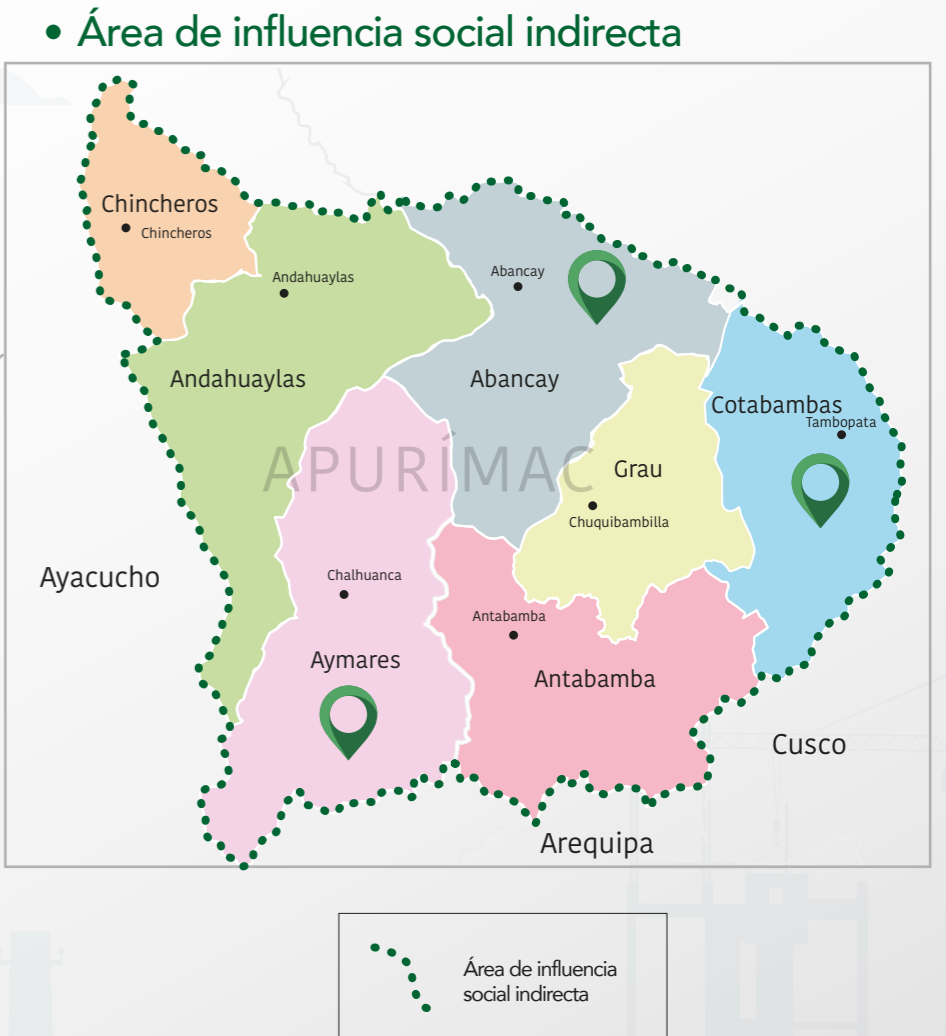 • Área de influencia social indirecta
Chincheros
Chincheros
Andahuaylas
Abancay
Andahuaylas
Abancay
Cotabambas
Tambopata
APURÍMAC
Grau
Chuquibambilla
Ayacucho
Chalhuanca
Antabamba
Aymares
Antabamba
Cusco
Arequipa
Área de influencia
social indirecta